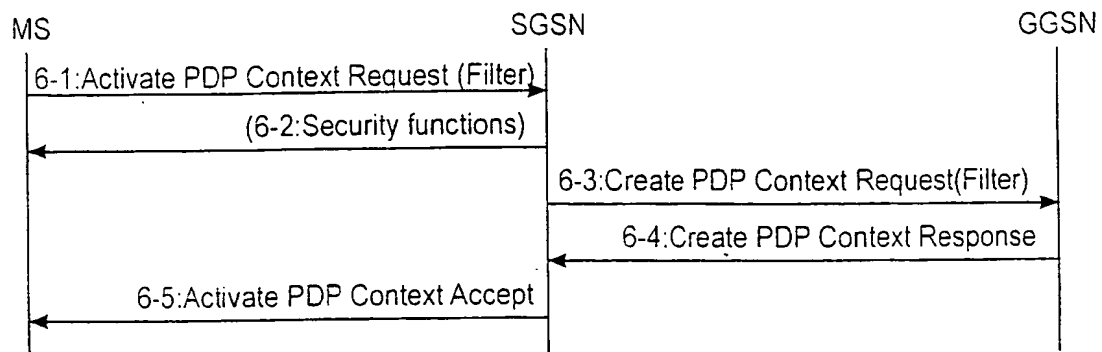 MS SGSN GGSN
6-1:Activate PDP Context Request (Filter)
(6-2:Security functions)
6-3:Create PDP Context Request(Filter)
6-4:Create PDP Context Response
6-5:Activate PDP Context Accept